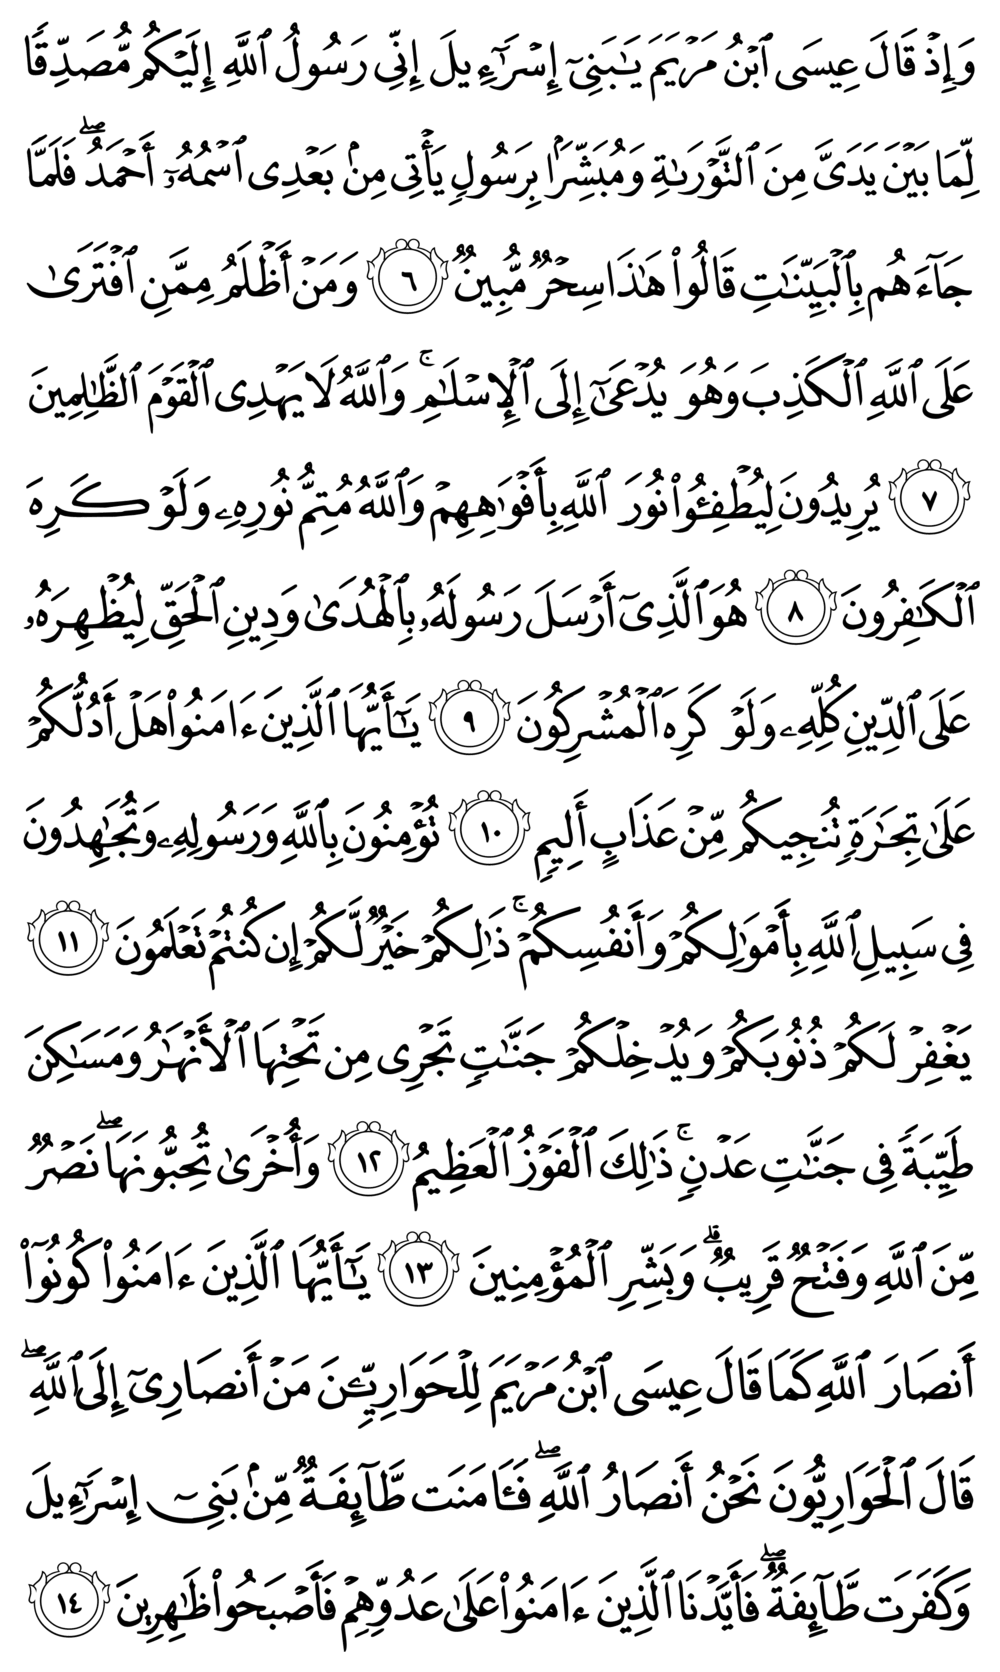 وَإِذۡ قَالَ عِيسَى ٱبۡنُ مَرۡيَمَ يَٰبَنِيٓ إِسۡرَٰٓءِيلَ إِنِّي رَسُولُ ٱللَّهِ إِلَيۡكُم مُّصَدِّقٗا
لِّمَا بَيۡنَ يَدَيَّ مِنَ ٱلتَّوۡرَىٰةِ وَمُبَشِّرَۢا بِرَسُولٖ يَأۡتِي مِنۢ بَعۡدِي ٱسۡمُهُۥٓ أَحۡمَدُۖ فَلَمَّا
جَآءَهُم بِٱلۡبَيِّنَٰتِ قَالُواْ هَٰذَا سِحۡرٞ مُّبِينٞ ٦ وَمَنۡ أَظۡلَمُ مِمَّنِ ٱفۡتَرَىٰ
عَلَى ٱللَّهِ ٱلۡكَذِبَ وَهُوَ يُدۡعَىٰٓ إِلَى ٱلۡإِسۡلَٰمِۚ وَٱللَّهُ لَا يَهۡدِي ٱلۡقَوۡمَ ٱلظَّٰلِمِينَ
٧ يُرِيدُونَ لِيُطۡفِـُٔواْ نُورَ ٱللَّهِ بِأَفۡوَٰهِهِمۡ وَٱللَّهُ مُتِمُّ نُورِهِۦ وَلَوۡ كَرِهَ
ٱلۡكَٰفِرُونَ ٨ هُوَ ٱلَّذِيٓ أَرۡسَلَ رَسُولَهُۥ بِٱلۡهُدَىٰ وَدِينِ ٱلۡحَقِّ لِيُظۡهِرَهُۥ
عَلَى ٱلدِّينِ كُلِّهِۦ وَلَوۡ كَرِهَ ٱلۡمُشۡرِكُونَ ٩ يَٰٓأَيُّهَا ٱلَّذِينَ ءَامَنُواْ هَلۡ أَدُلُّكُمۡ
عَلَىٰ تِجَٰرَةٖ تُنجِيكُم مِّنۡ عَذَابٍ أَلِيمٖ ١٠ تُؤۡمِنُونَ بِٱللَّهِ وَرَسُولِهِۦ وَتُجَٰهِدُونَ
فِي سَبِيلِ ٱللَّهِ بِأَمۡوَٰلِكُمۡ وَأَنفُسِكُمۡۚ ذَٰلِكُمۡ خَيۡرٞ لَّكُمۡ إِن كُنتُمۡ تَعۡلَمُونَ ١١
يَغۡفِرۡ لَكُمۡ ذُنُوبَكُمۡ وَيُدۡخِلۡكُمۡ جَنَّٰتٖ تَجۡرِي مِن تَحۡتِهَا ٱلۡأَنۡهَٰرُ وَمَسَٰكِنَ
طَيِّبَةٗ فِي جَنَّٰتِ عَدۡنٖۚ ذَٰلِكَ ٱلۡفَوۡزُ ٱلۡعَظِيمُ ١٢ وَأُخۡرَىٰ تُحِبُّونَهَاۖ نَصۡرٞ
مِّنَ ٱللَّهِ وَفَتۡحٞ قَرِيبٞۗ وَبَشِّرِ ٱلۡمُؤۡمِنِينَ ١٣ يَٰٓأَيُّهَا ٱلَّذِينَ ءَامَنُواْ كُونُوٓاْ
أَنصَارَ ٱللَّهِ كَمَا قَالَ عِيسَى ٱبۡنُ مَرۡيَمَ لِلۡحَوَارِيِّـۧنَ مَنۡ أَنصَارِيٓ إِلَى ٱللَّهِۖ
قَالَ ٱلۡحَوَارِيُّونَ نَحۡنُ أَنصَارُ ٱللَّهِۖ فَـَٔامَنَت طَّآئِفَةٞ مِّنۢ بَنِيٓ إِسۡرَٰٓءِيلَ
وَكَفَرَت طَّآئِفَةٞۖ فَأَيَّدۡنَا ٱلَّذِينَ ءَامَنُواْ عَلَىٰ عَدُوِّهِمۡ فَأَصۡبَحُواْ ظَٰهِرِينَ ١٤